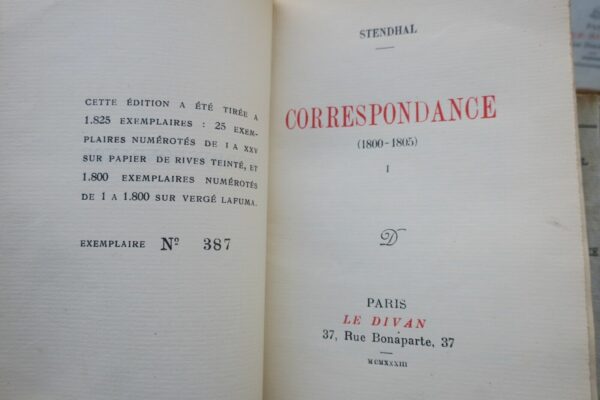 CETTE ÉDITION A ÉTÉ TIRÉE A
1.825 EXEMPLAIRES : 25 EXEM-
PLAIRES NUMÉROTÉS DE I A XXV
SUR PAPIER DE RIVES TEINTÉ, ET
1.800 EXEMPLAIRES NUMÉROTÉS
DE 1 A 1.800 SUR VERGÉ LAFUMA.
EXEMPLAIRE Nº 387
STENDHAL
CORRESPONDANCE
(1800-1805)
I
D
PARIS
LE DIVAN
37, Rue Bonaparte, 37
MCMXXXIII